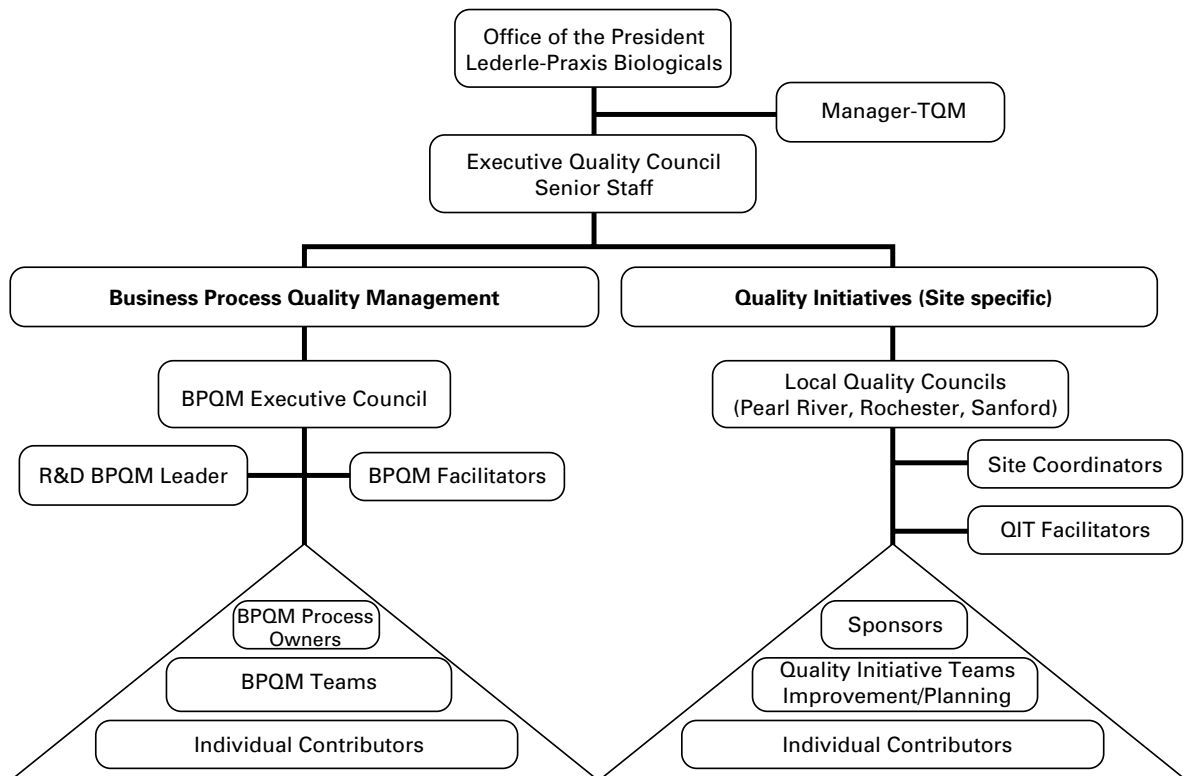 Office of the President
Lederle-Praxis Biologicals
Manager-TQM
Executive Quality Council
Senior Staff
Business Process Quality Management
Quality Initiatives (Site specific)
BPQM Executive Council
Local Quality Councils
(Pearl River, Rochester, Sanford)
R&D BPQM Leader
BPQM Facilitators
Site Coordinators
QIT Facilitators
BPQM Process
Owners
BPQM Teams
Individual Contributors
Sponsors
Quality Initiative Teams
Improvement/Planning
Individual Contributors